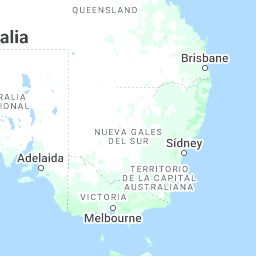 QUEENSLAND
alia
Brisbane
RALIA
IONAL
NUEVA GALES
DEL SUR
Sídney
Adelaida
TERRITORIO
DE LA CAPITAL
AUSTRALIANA
VICTORIA
Melbourne